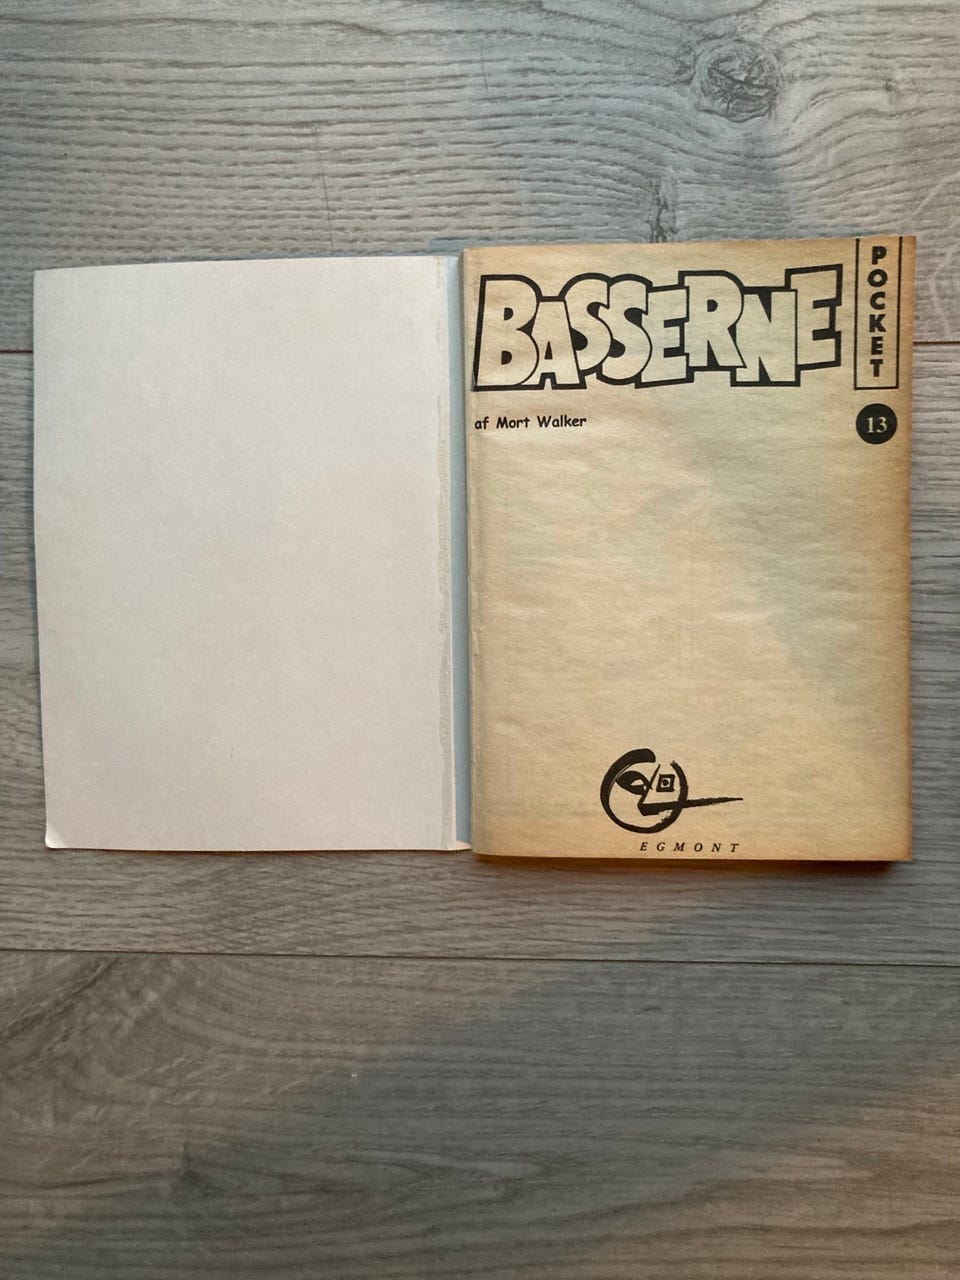 BASSERNE
POCKET
af Mort Walker
13
EGMONT